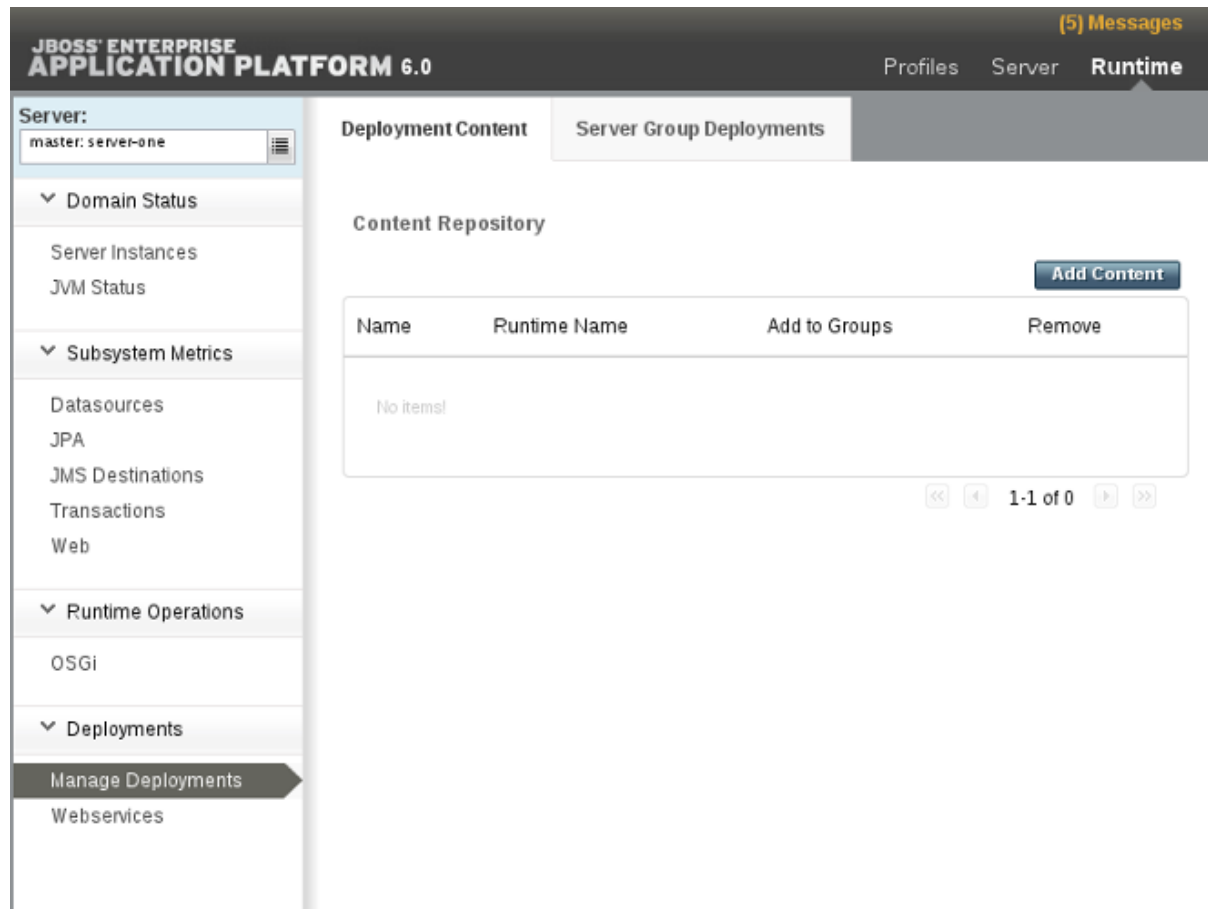 (5) Messages
JBOSS' ENTERPRISE
APPLICATION PLATFORM 6.0
Profiles Server Runtime
Server:
master: server-one
Domain Status
Server Instances
JVM Status
Subsystem Metrics
Datasources
JPA
JMS Destinations
Transactions
Web
Runtime Operations
OSGi
Deployments
Manage Deployments
Webservices
Deployment Content Server Group Deployments
Content Repository
Add Content
Name Runtime Name Add to Groups Remove
No items!
1-1 of 0